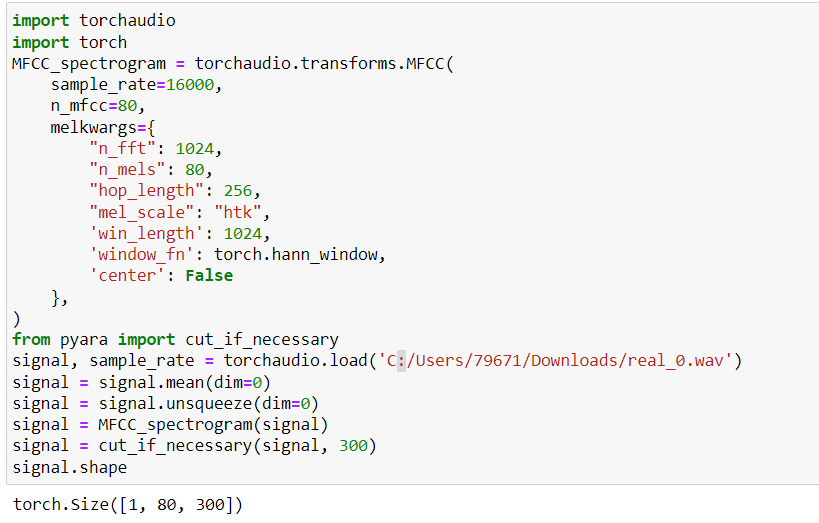 import torchaudio
import torch
MFCC_spectrogram = torchaudio.transforms.MFCC(
    sample_rate=16000,
    n_mfcc=80,
    melkwargs={
        "n_fft": 1024,
        "n_mels": 80,
        "hop_length": 256,
        "mel_scale": "htk",
        'win_length': 1024,
        'window_fn': torch.hann_window,
        'center': False
    },
)
from pyara import cut_if_necessary
signal, sample_rate = torchaudio.load('C:/Users/79671/Downloads/real_0.wav')
signal = signal.mean(dim=0)
signal = signal.unsqueeze(dim=0)
signal = MFCC_spectrogram(signal)
signal = cut_if_necessary(signal, 300)
signal.shape
torch.Size([1, 80, 300])